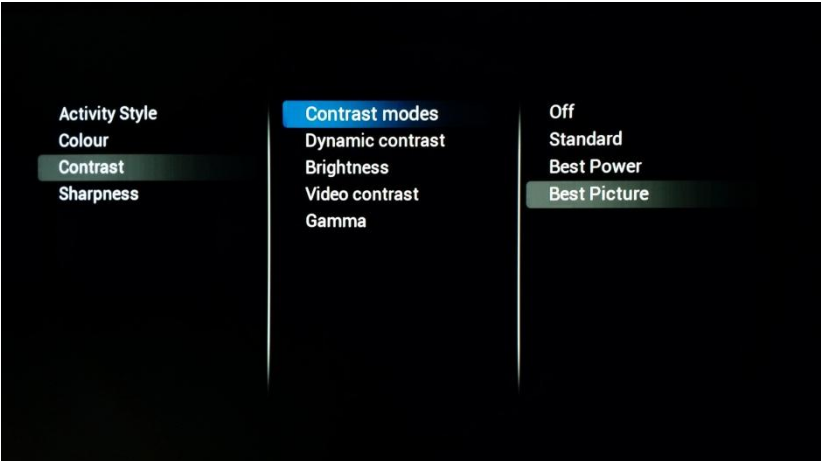 Activity Style
Colour
Contrast
Sharpness
Contrast modes
Dynamic contrast
Brightness
Video contrast
Gamma
Off
Standard
Best Power
Best Picture